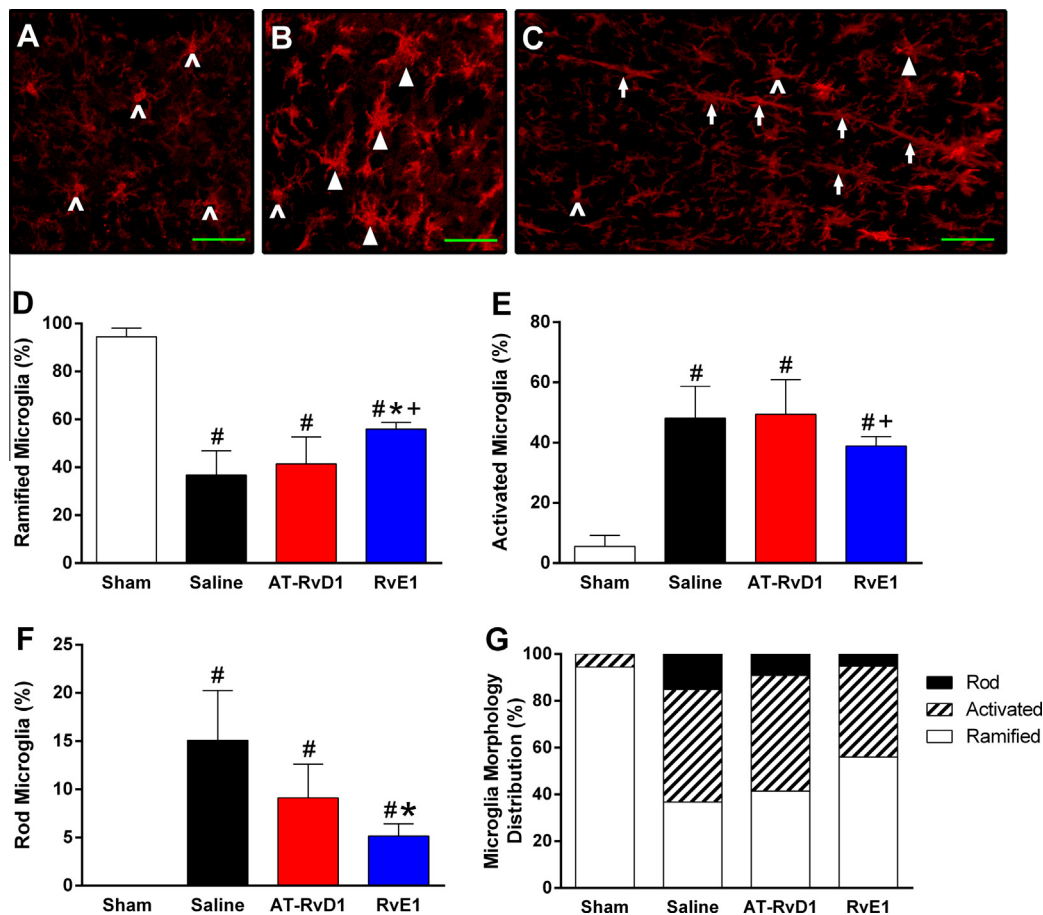 A
B
C
^
^
^
^
^
^
^
^
D
Ramified Microglia (%)
100
80
60
40
20
0
#
#
#*+
Sham
Saline
AT-RvD1
RvE1
E
Activated Microglia (%)
80
60
40
20
0
#
#
#+
Sham
Saline
AT-RvD1
RvE1
F
Rod Microglia (%)
25
20
15
10
5
0
#
#
#*
Sham
Saline
AT-RvD1
RvE1
G
Microglia Morphology
Distribution (%)
100
80
60
40
20
0
Sham
Saline
AT-RvD1
RvE1
Rod
Activated
Ramified